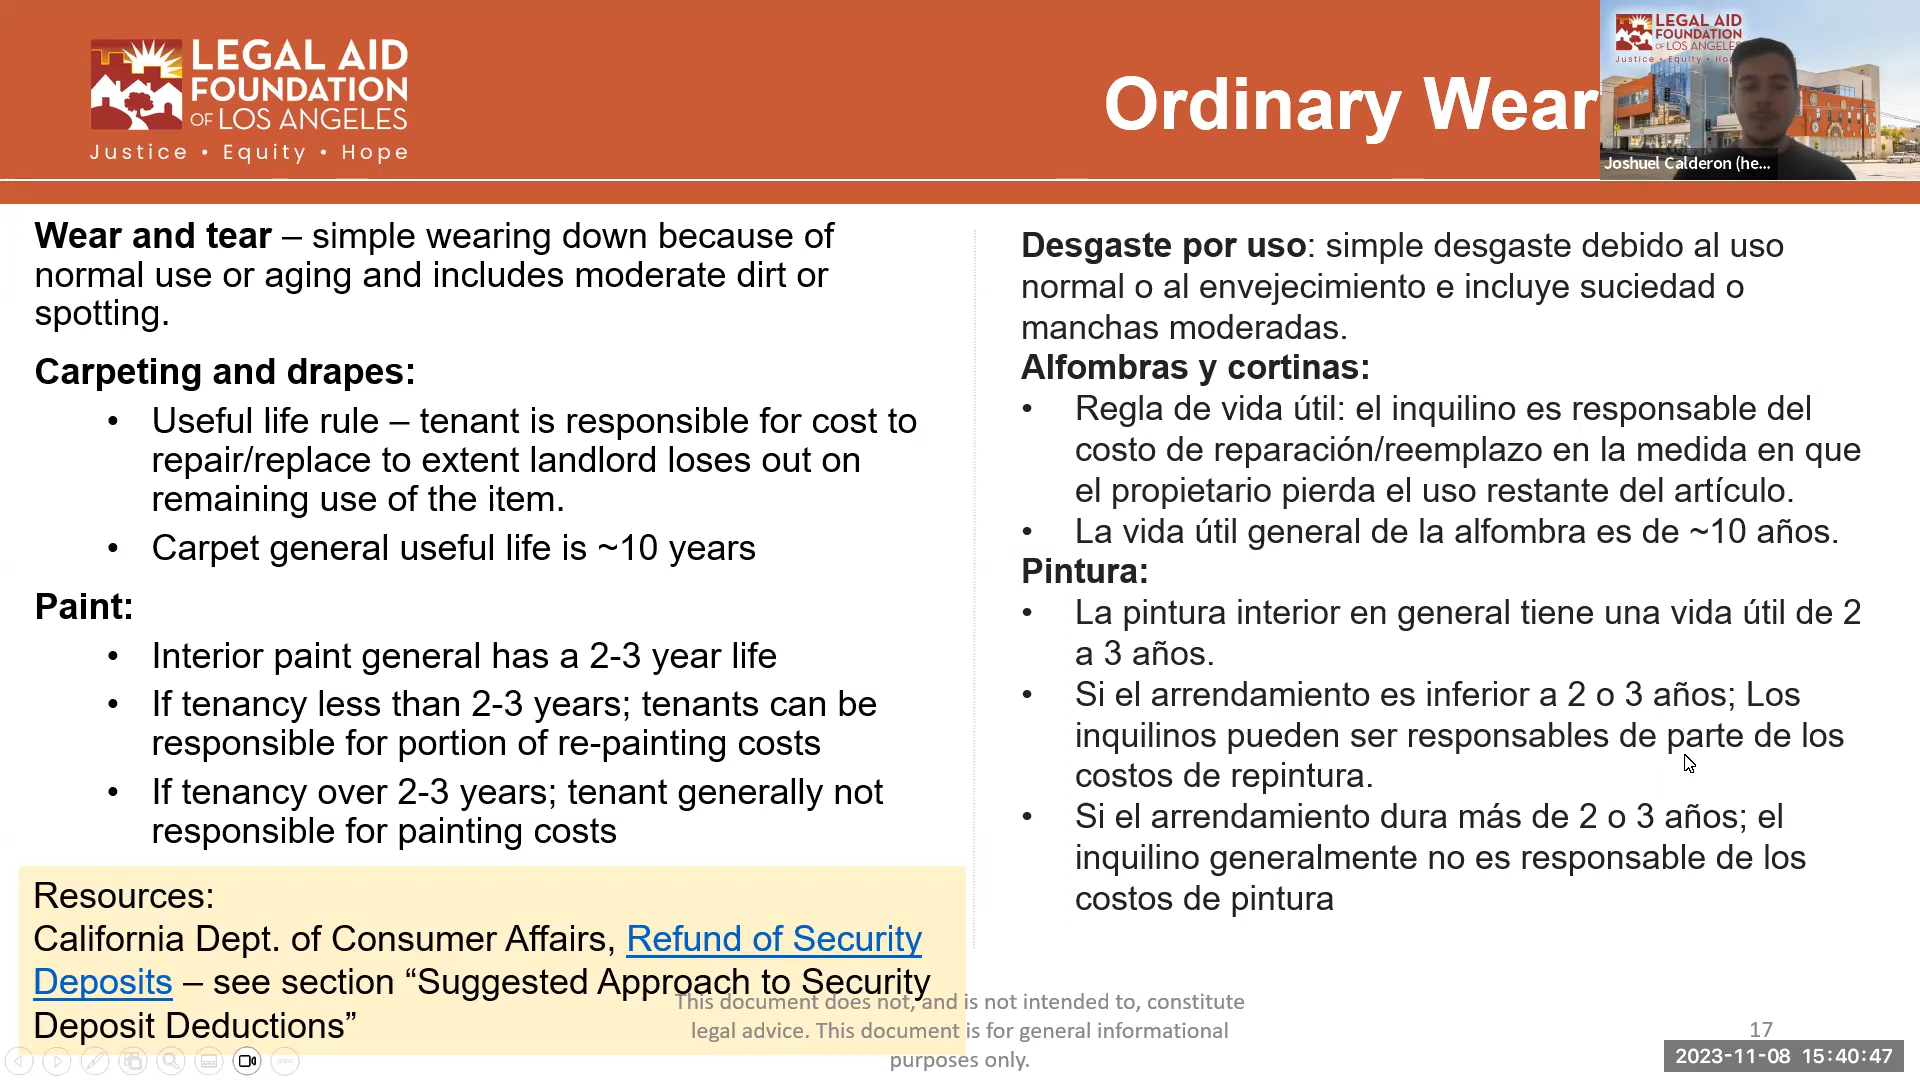 LEGAL AID
FOUNDATION
OF LOS ANGELES
Justice • Equity • Hope
Ordinary Wear
LEGAL AID
FOUNDATION
OF LOS ANGELES
Justice • Equity • Ho
Joshuel Calderon (he...
Wear and tear – simple wearing down because of
normal use or aging and includes moderate dirt or
spotting.
Carpeting and drapes:
• Useful life rule – tenant is responsible for cost to
repair/replace to extent landlord loses out on
remaining use of the item.
• Carpet general useful life is ~10 years
Paint:
• Interior paint general has a 2-3 year life
• If tenancy less than 2-3 years; tenants can be
responsible for portion of re-painting costs
• If tenancy over 2-3 years; tenant generally not
responsible for painting costs
Resources:
California Dept. of Consumer Affairs, Refund of Security
Deposits – see section “Suggested Approach to Security
Deposit Deductions”
Desgaste por uso: simple desgaste debido al uso
normal o al envejecimiento e incluye suciedad o
manchas moderadas.
Alfombras y cortinas:
• Regla de vida útil: el inquilino es responsable del
costo de reparación/reemplazo en la medida en que
el propietario pierda el uso restante del artículo.
• La vida útil general de la alfombra es de ~10 años.
Pintura:
• La pintura interior en general tiene una vida útil de 2
a 3 años.
• Si el arrendamiento es inferior a 2 o 3 años; Los
inquilinos pueden ser responsables de parte de los
costos de repintura.
• Si el arrendamiento dura más de 2 o 3 años; el
inquilino generalmente no es responsable de los
costos de pintura
This document does not, and is not intended to, constitute
legal advice. This document is for general informational
purposes only.
17
2023-11-08 15:40:47